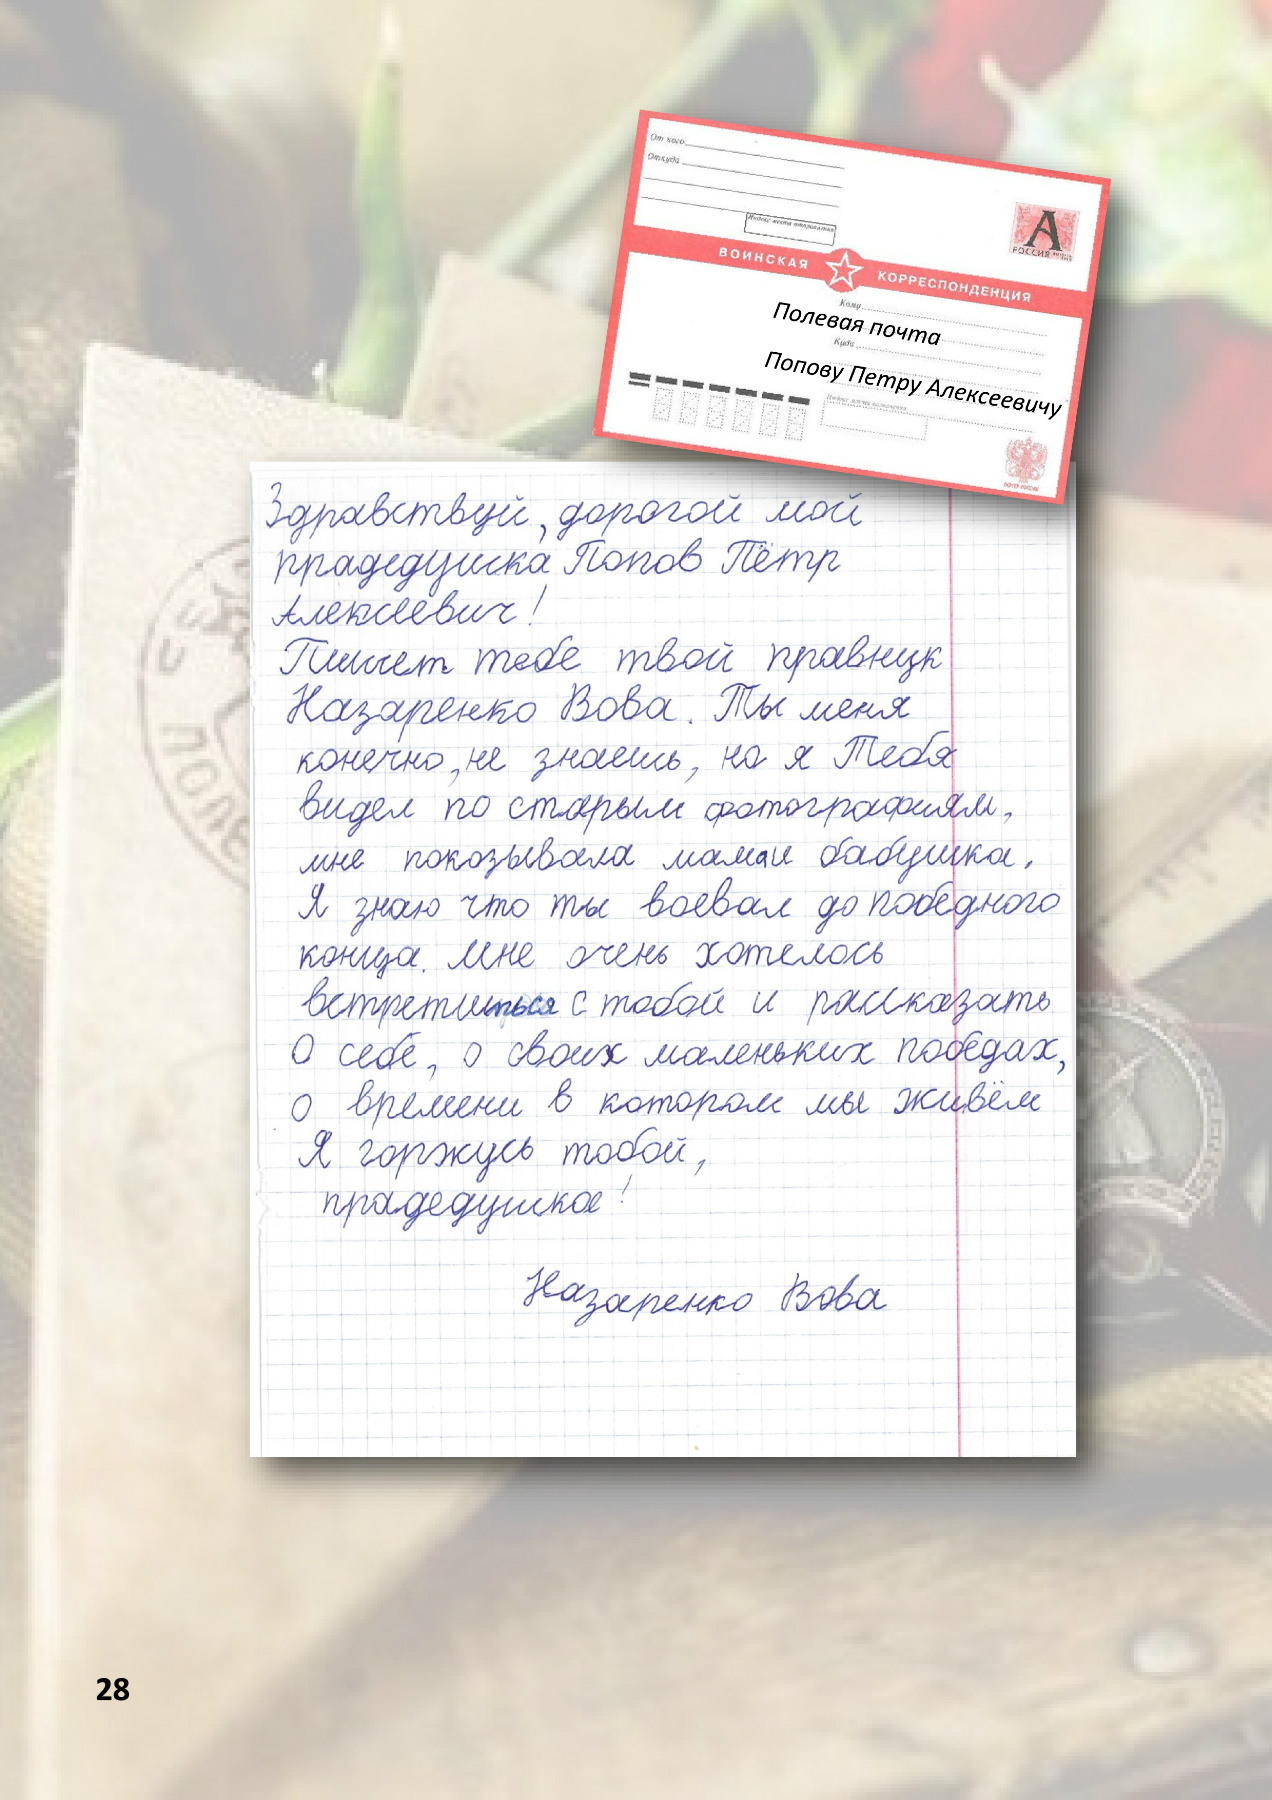 От кого
Откуда
Индекс места отправления
А
РОССИЯ
ВОИНСКАЯ КОРРЕСПОНДЕНЦИЯ
Кому
Полевая почта
Куда
Попову Петру Алексеевичу
Индекс места назначения
ПОЧТА РОССИИ
Здравствуй, дорогой мой
прадедушка Попов Пётр
Алексеевич!
Пишет тебе твой правнук
Назаренко Вова. Ты меня
конечно, не знаешь, но я Тебя
видел по старым фотографиям,
мне показывала мама и бабушка.
Я знаю что ты воевал до победного
конца. Мне очень хотелось
встретиться с тобой и рассказать
О себе, о своих маленьких победах,
о времени в котором мы живём
Я горжусь тобой,
прадедушка!
Назаренко Вова
28